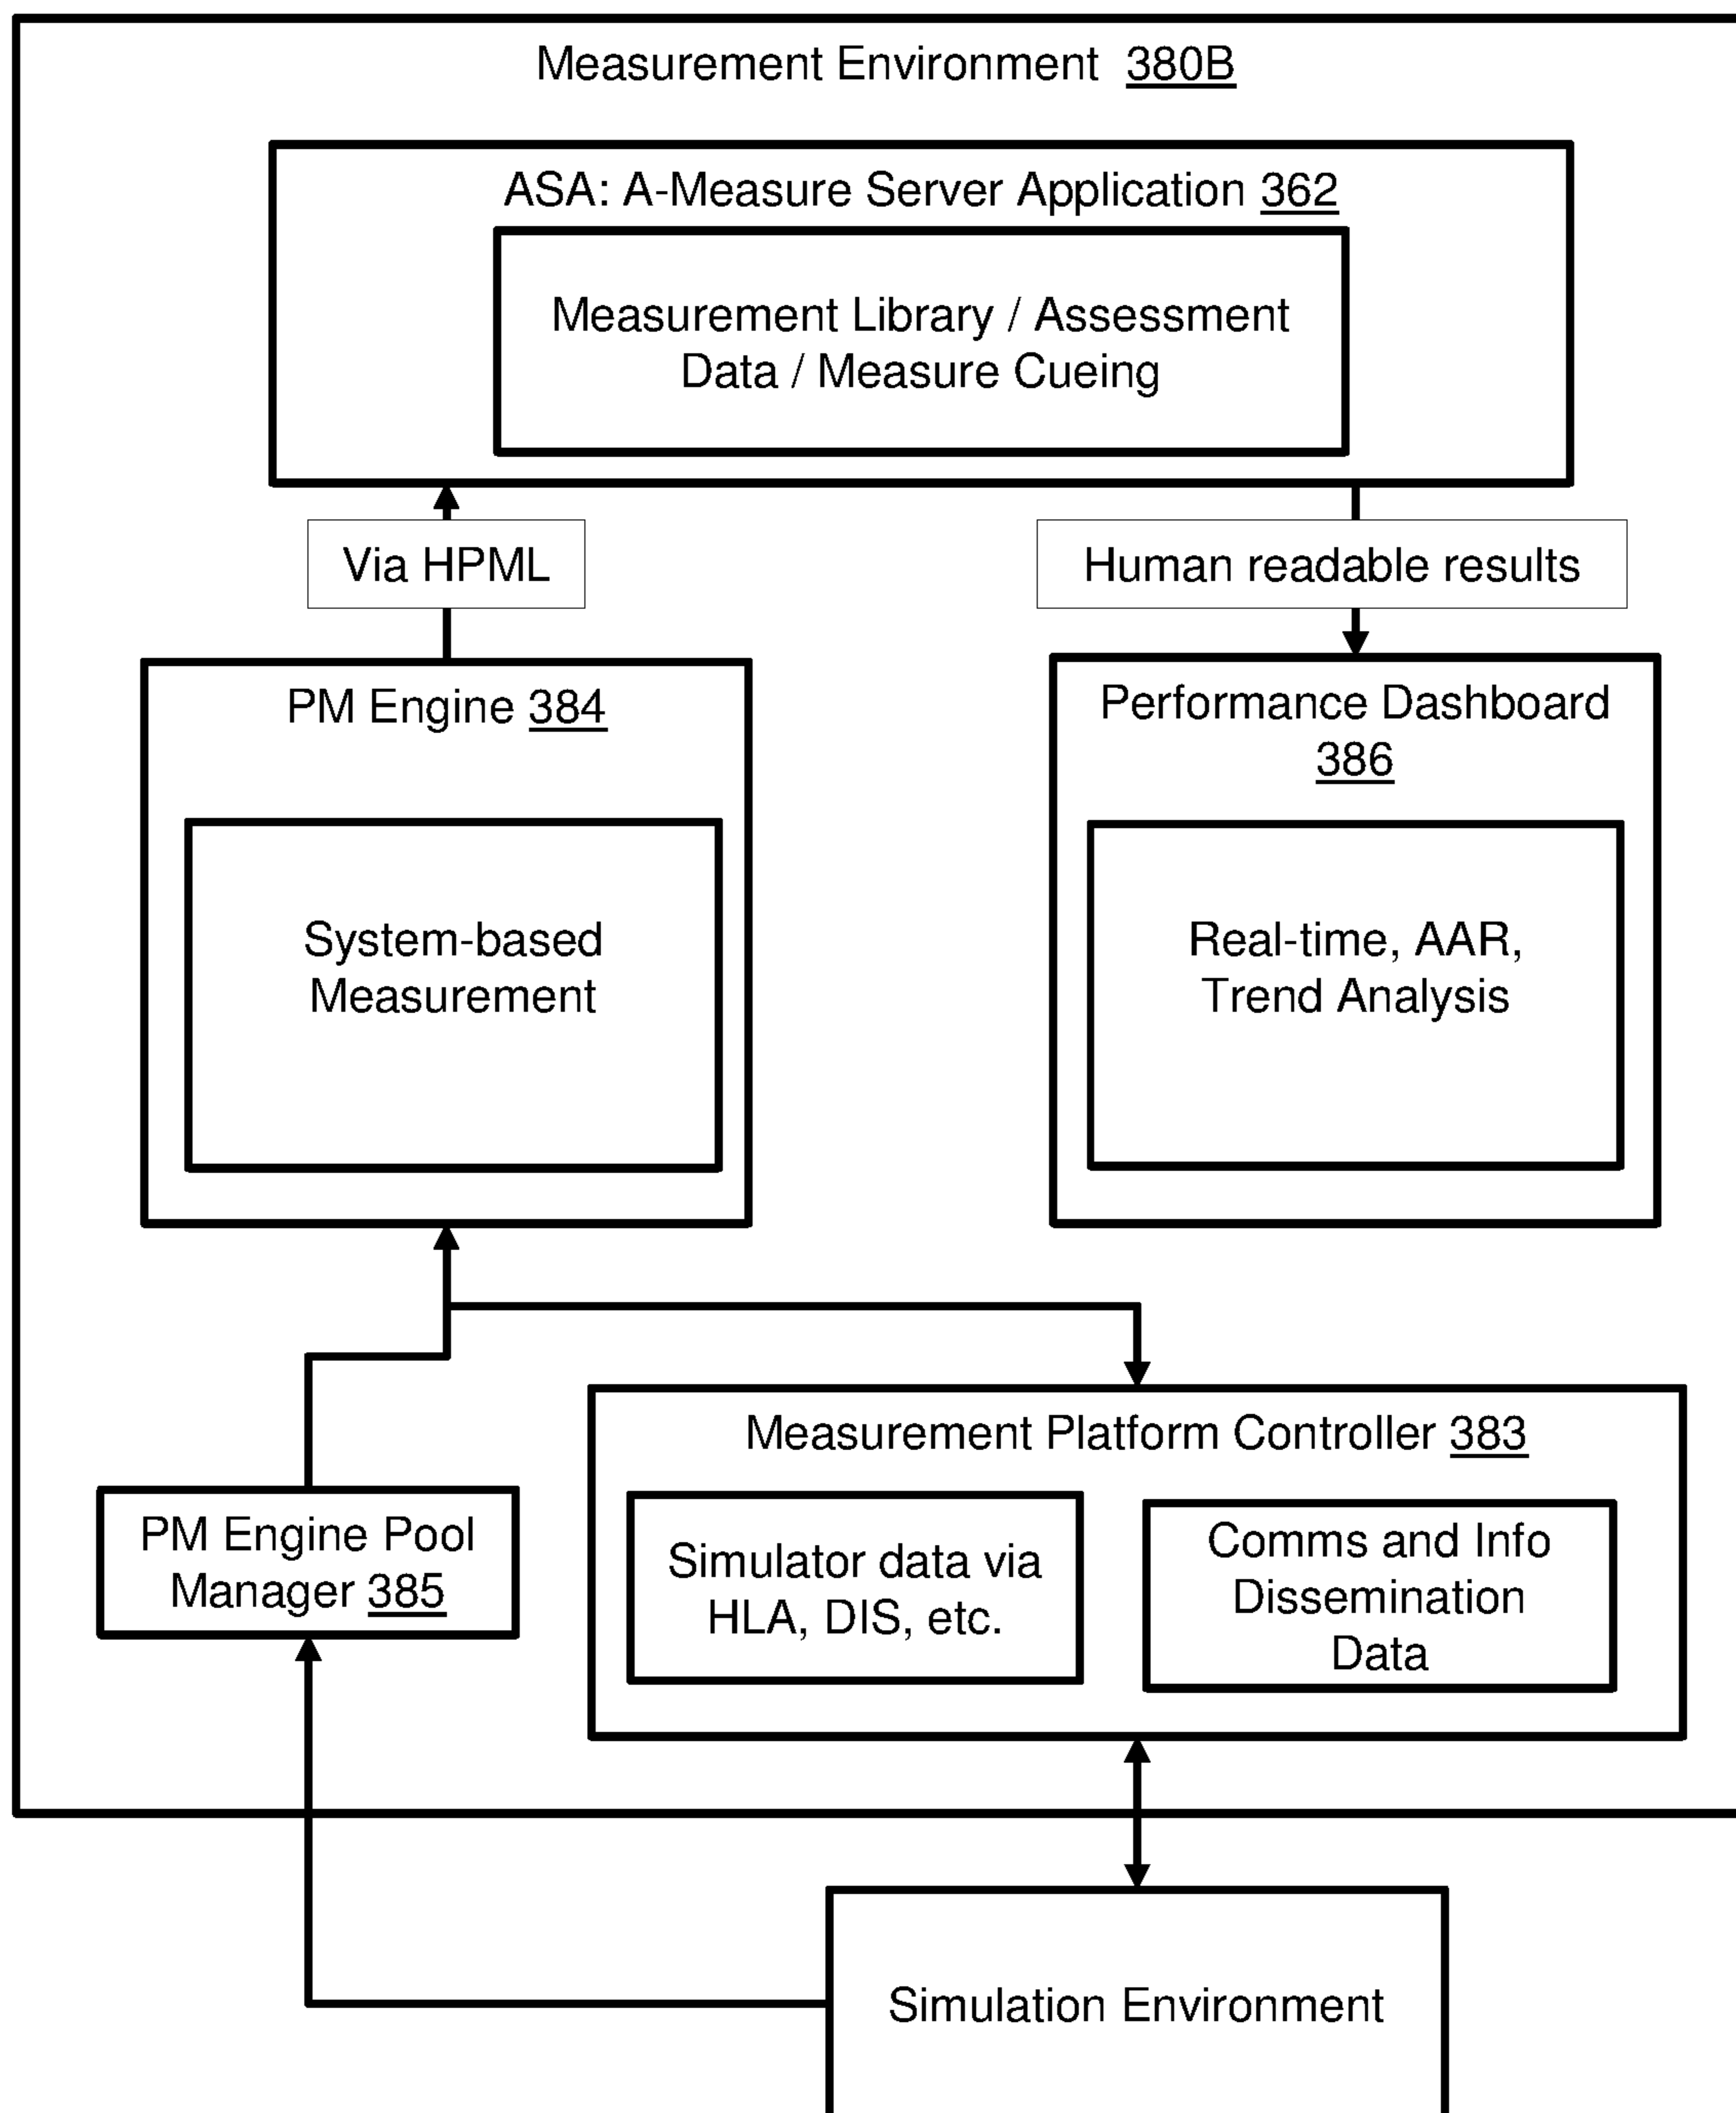 Measurement Environment 380B
ASA: A-Measure Server Application 362
Measurement Library / Assessment
Data / Measure Cueing
Via HPML
Human readable results
PM Engine 384
System-based
Measurement
Performance Dashboard
386
Real-time, AAR,
Trend Analysis
PM Engine Pool
Manager 385
Measurement Platform Controller 383
Simulator data via
HLA, DIS, etc.
Comms and Info
Dissemination
Data
Simulation Environment